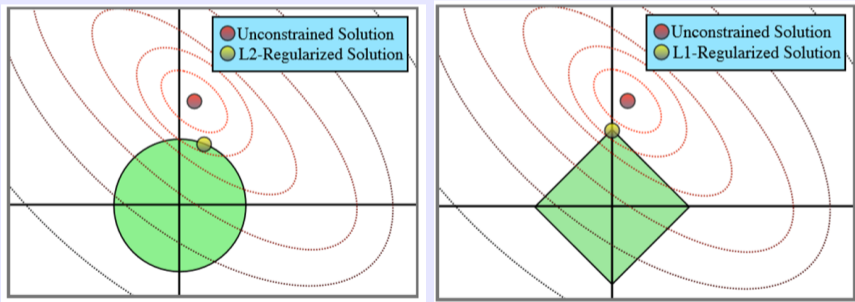 Unconstrained Solution
L2-Regularized Solution
Unconstrained Solution
L1-Regularized Solution